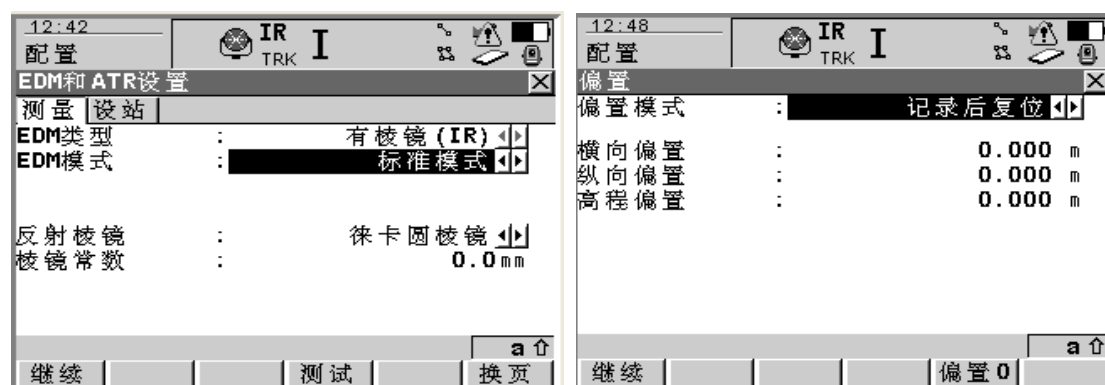 12:42
配置
IR
TRK
I
EDM和ATR设置
测量 设站
EDM类型 : 有棱镜(IR)
EDM模式 : 标准模式
反射棱镜 : 徕卡圆棱镜
棱镜常数 : 0.0mm
a
继续 测试 换页
12:48
配置
IR
TRK
I
偏置
偏置模式 : 记录后复位
横向偏置 : 0.000 m
纵向偏置 : 0.000 m
高程偏置 : 0.000 m
a
继续 偏置0